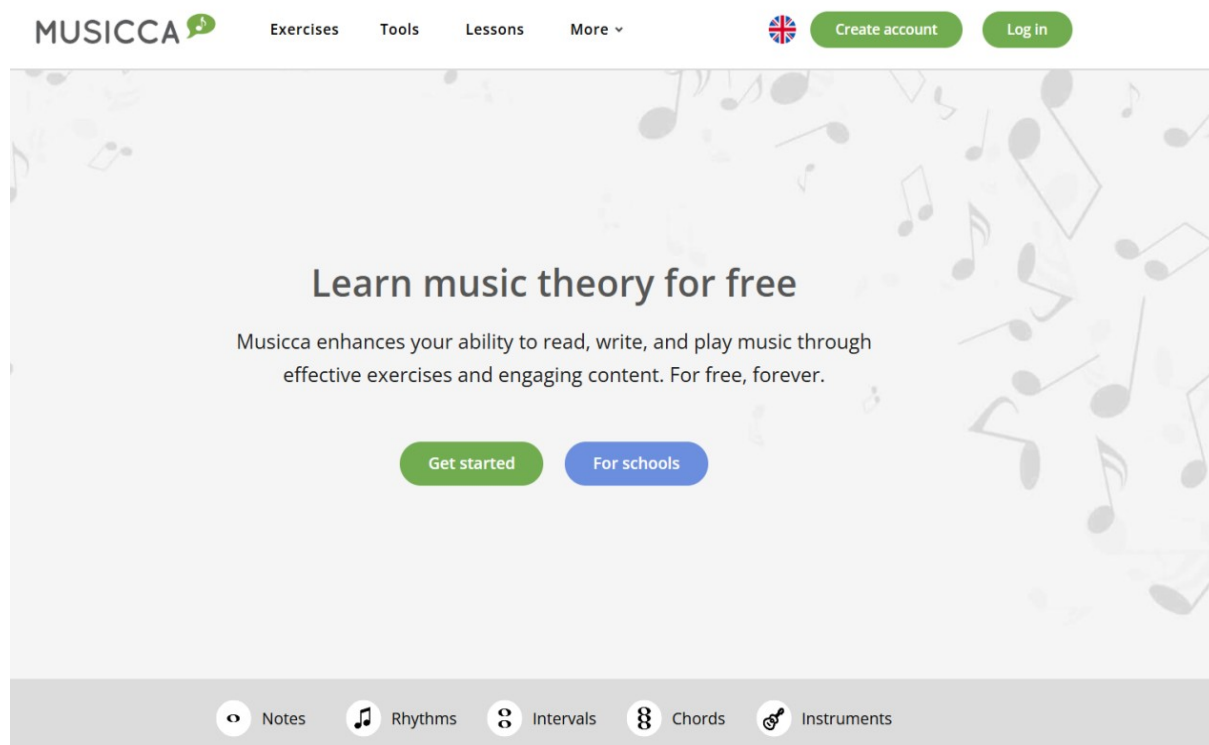 MUSICCA
Exercises Tools Lessons More
Create account Log in
Learn music theory for free
Musicca enhances your ability to read, write, and play music through
effective exercises and engaging content. For free, forever.
Get started For schools
Notes Rhythms Intervals Chords Instruments